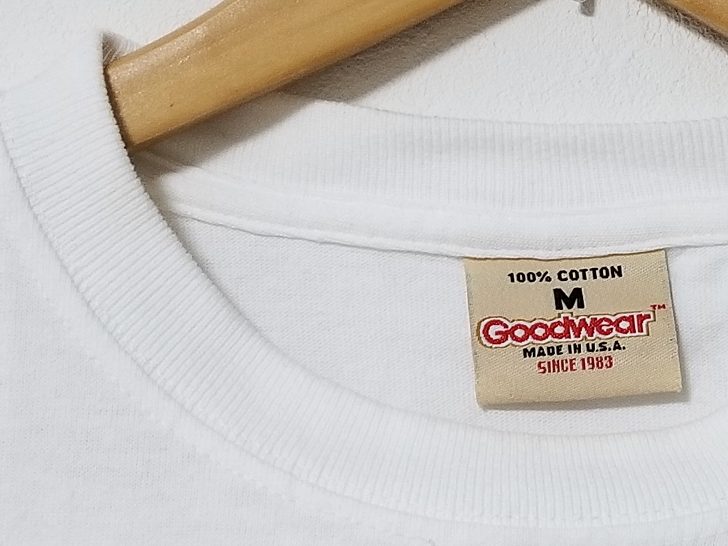 100% COTTON
M
Goodwear™
MADE IN U.S.A.
SINCE 1983